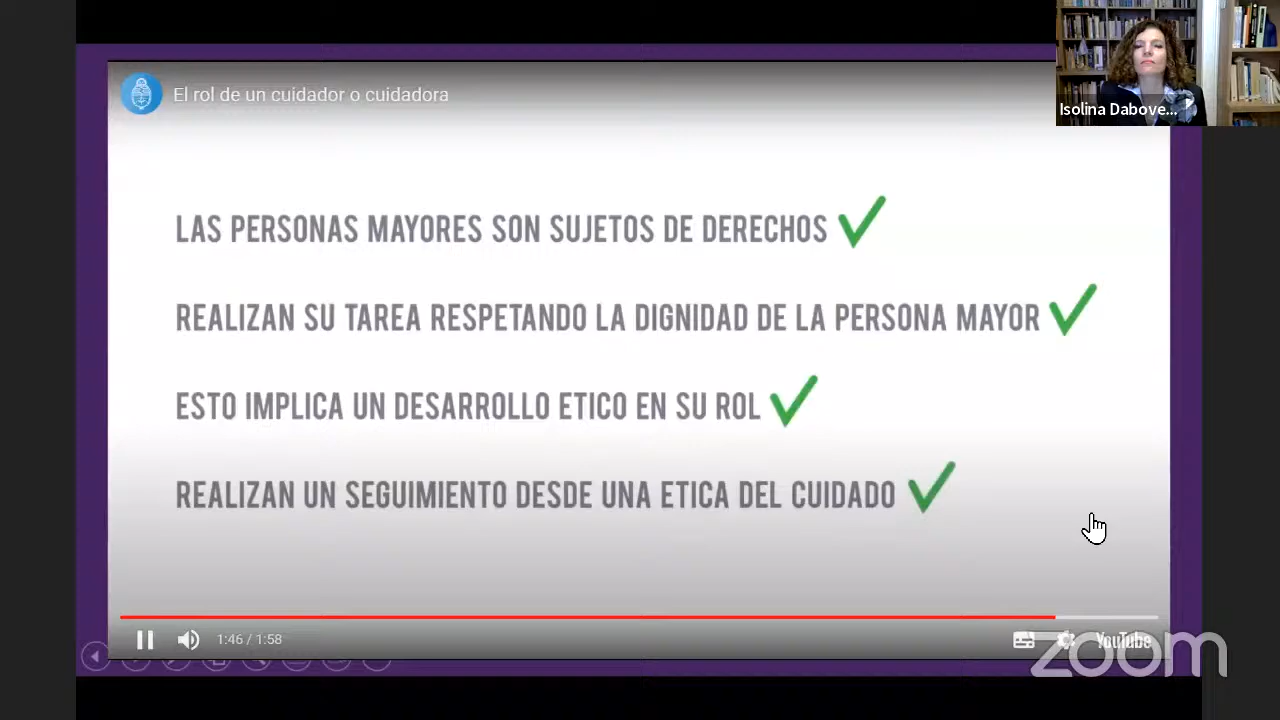 El rol de un cuidador o cuidadora
Isolina Dabove...
LAS PERSONAS MAYORES SON SUJETOS DE DERECHOS
REALIZAN SU TAREA RESPETANDO LA DIGNIDAD DE LA PERSONA MAYOR
ESTO IMPLICA UN DESARROLLO ETICO EN SU ROL
REALIZAN UN SEGUIMIENTO DESDE UNA ETICA DEL CUIDADO
1:46 / 1:58
YouTube
zoom